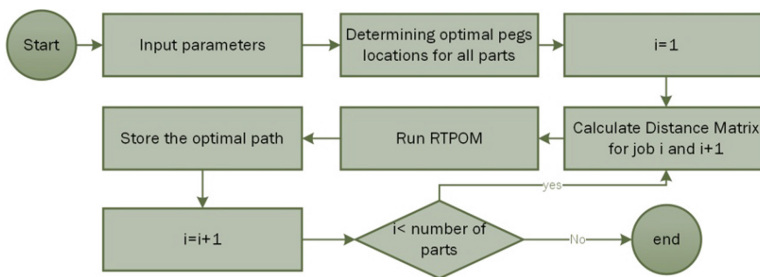 Start
Input parameters
Determining optimal pegs
locations for all parts
i=1
Calculate Distance Matrix
for job i and i+1
Run RTPOM
Store the optimal path
i=i+1
i< number of
parts
yes
No
end